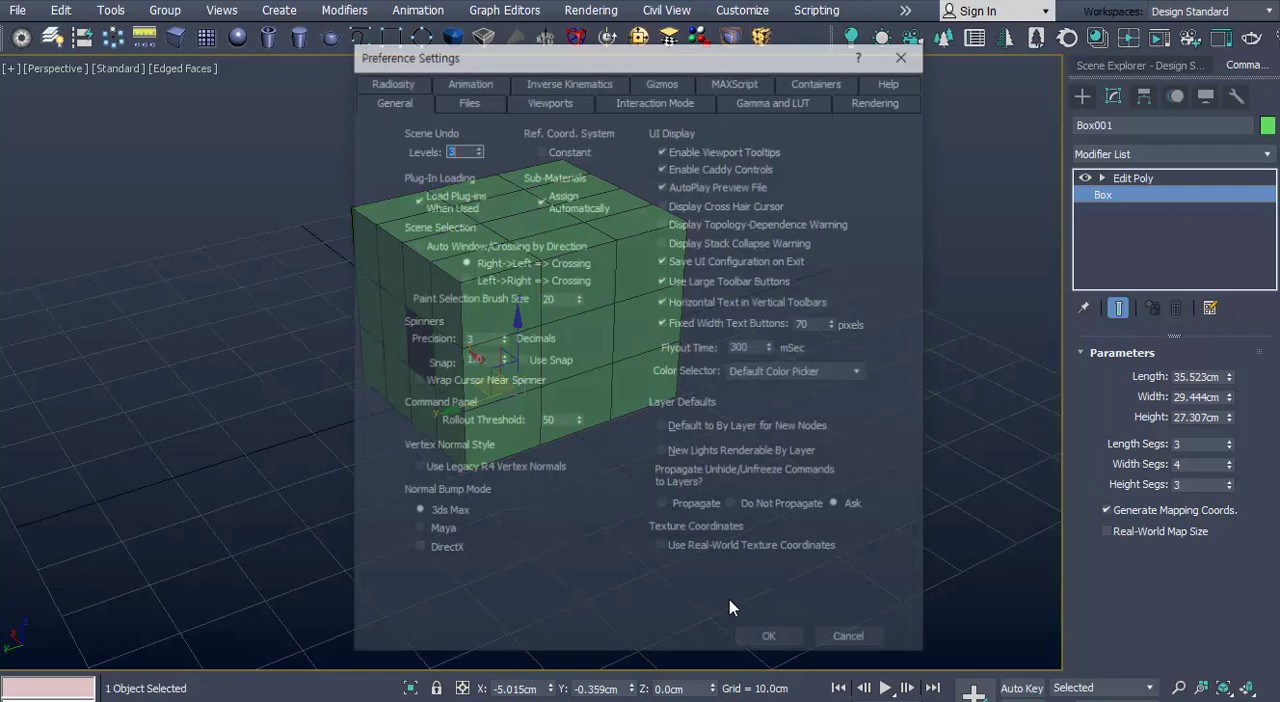 File Edit Tools Group Views Create Modifiers Animation Graph Editors Rendering Civil View Customize Scripting Sign In Workspaces: Design Standard
[+] [Perspective] [Standard] [Edged Faces]
Scene Explorer - Design S... Comma...
Preference Settings ?
Radiosity Animation Inverse Kinematics Gizmos MAXScript Containers Help
General Files Viewports Interaction Mode Gamma and LUT Rendering
Scene Undo
Levels: 3
Ref. Coord. System
Constant
Plug-In Loading
Load Plug-ins
When Used
Sub-Materials
Assign
Automatically
Scene Selection
Auto Window/Crossing by Direction
Right->Left => Crossing
Left->Right => Crossing
Paint Selection Brush Size 20
Spinners
Precision: 3 Decimals
Snap: 1.0 Use Snap
Wrap Cursor Near Spinner
Command Panel
Rollout Threshold: 50
Vertex Normal Style
Use Legacy R4 Vertex Normals
Normal Bump Mode
3ds Max
Maya
DirectX
UI Display
Enable Viewport Tooltips
Enable Caddy Controls
AutoPlay Preview File
Display Cross Hair Cursor
Display Topology-Dependence Warning
Display Stack Collapse Warning
Save UI Configuration on Exit
Use Large Toolbar Buttons
Horizontal Text in Vertical Toolbars
Fixed Width Text Buttons: 70 pixels
Flyout Time: 300 mSec
Color Selector: Default Color Picker
Layer Defaults
Default to By Layer for New Nodes
New Lights Renderable By Layer
Propagate Unhide/Unfreeze Commands
to Layers?
Propagate Do Not Propagate Ask
Texture Coordinates
Use Real-World Texture Coordinates
OK Cancel
Box001
Modifier List
Edit Poly
Box
Parameters
Length: 35.523cm
Width: 29.444cm
Height: 27.307cm
Length Segs: 3
Width Segs: 4
Height Segs: 3
Generate Mapping Coords.
Real-World Map Size
z
x
y
y
1 Object Selected X: -5.015cm Y: -0.359cm Z: 0.0cm Grid = 10.0cm Auto Key Selected